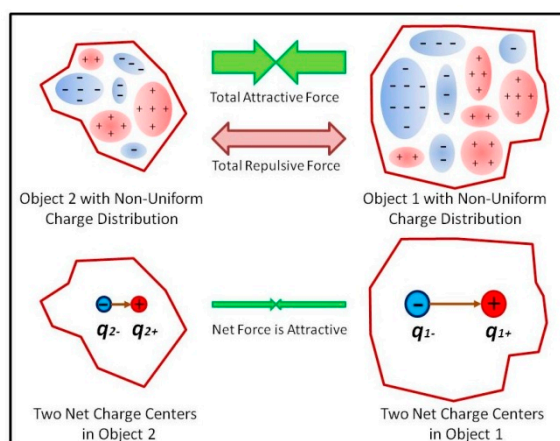 Total Attractive Force
Total Repulsive Force
Object 2 with Non-Uniform
Charge Distribution
Object 1 with Non-Uniform
Charge Distribution
- +
q2- q2+
Net Force is Attractive
- +
q1- q1+
Two Net Charge Centers
in Object 2
Two Net Charge Centers
in Object 1